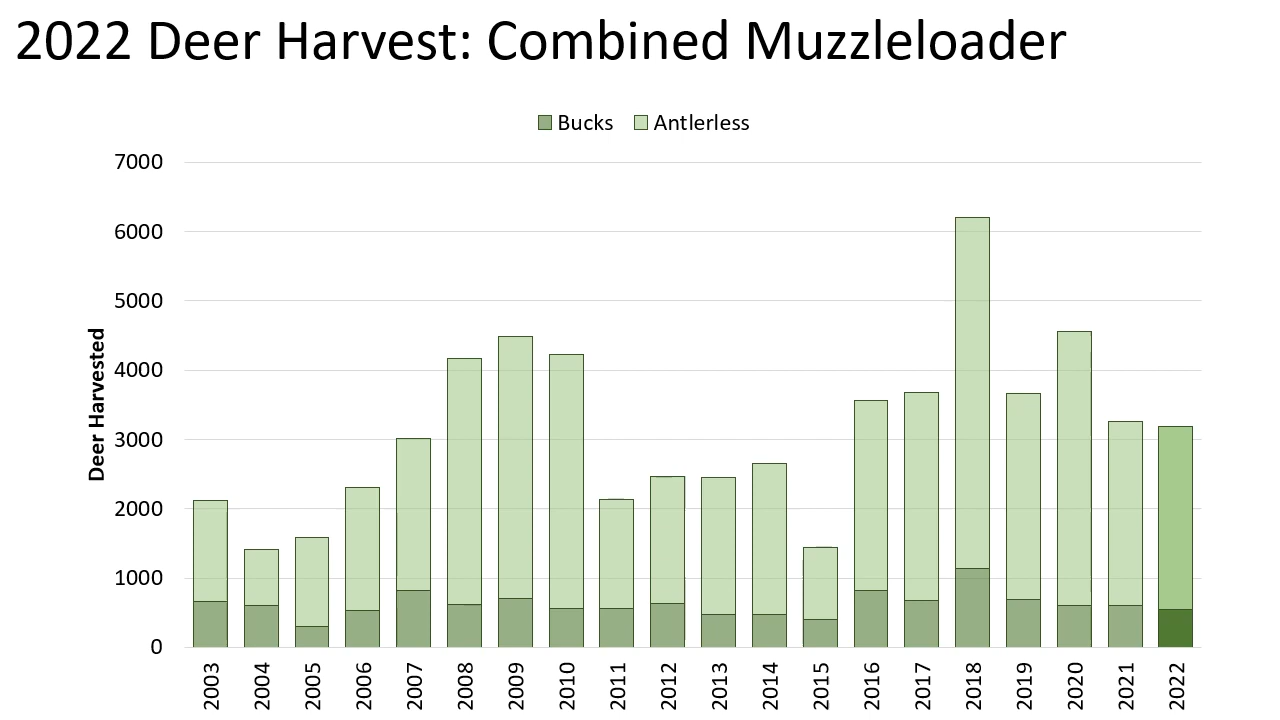 2022 Deer Harvest: Combined Muzzleloader
Bucks Antlerless
7000
6000
5000
4000
3000
2000
1000
0
Deer Harvested
2003 2004 2005 2006 2007 2008 2009 2010 2011 2012 2013 2014 2015 2016 2017 2018 2019 2020 2021 2022